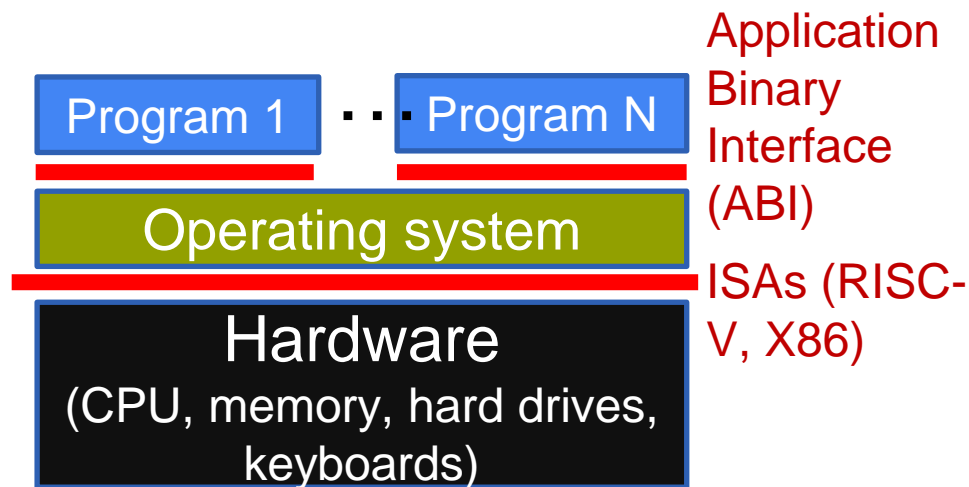 Application
Binary
Interface
(ABI)
Program 1
...
Program N
Operating system
ISAs (RISC-
V, X86)
Hardware
(CPU, memory, hard drives,
keyboards)